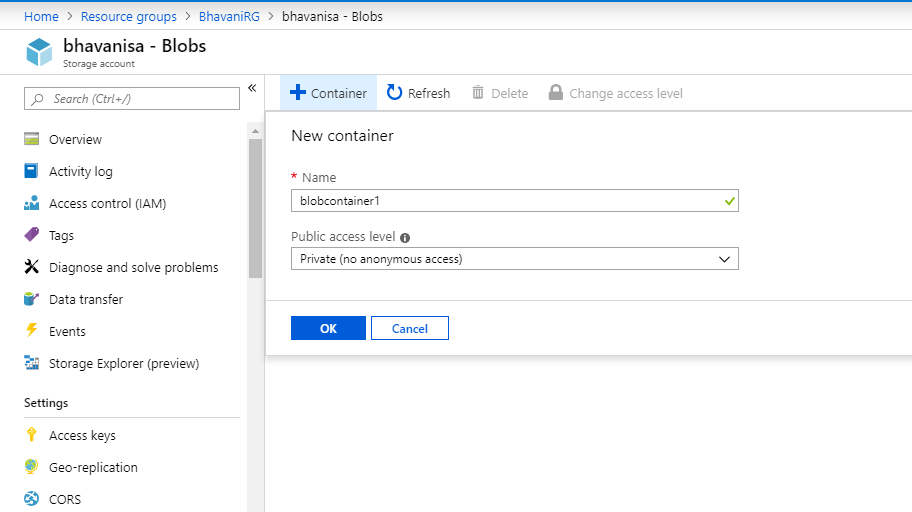 Home > Resource groups > BhavaniRG > bhavanisa - Blobs
bhavanisa - Blobs
Storage account
Search (Ctrl+/)
Overview
Activity log
Access control (IAM)
Tags
Diagnose and solve problems
Data transfer
Events
Storage Explorer (preview)
Settings
Access keys
Geo-replication
CORS
+ Container Refresh Delete Change access level
New container
* Name
blobcontainer1
Public access level
Private (no anonymous access)
OK Cancel